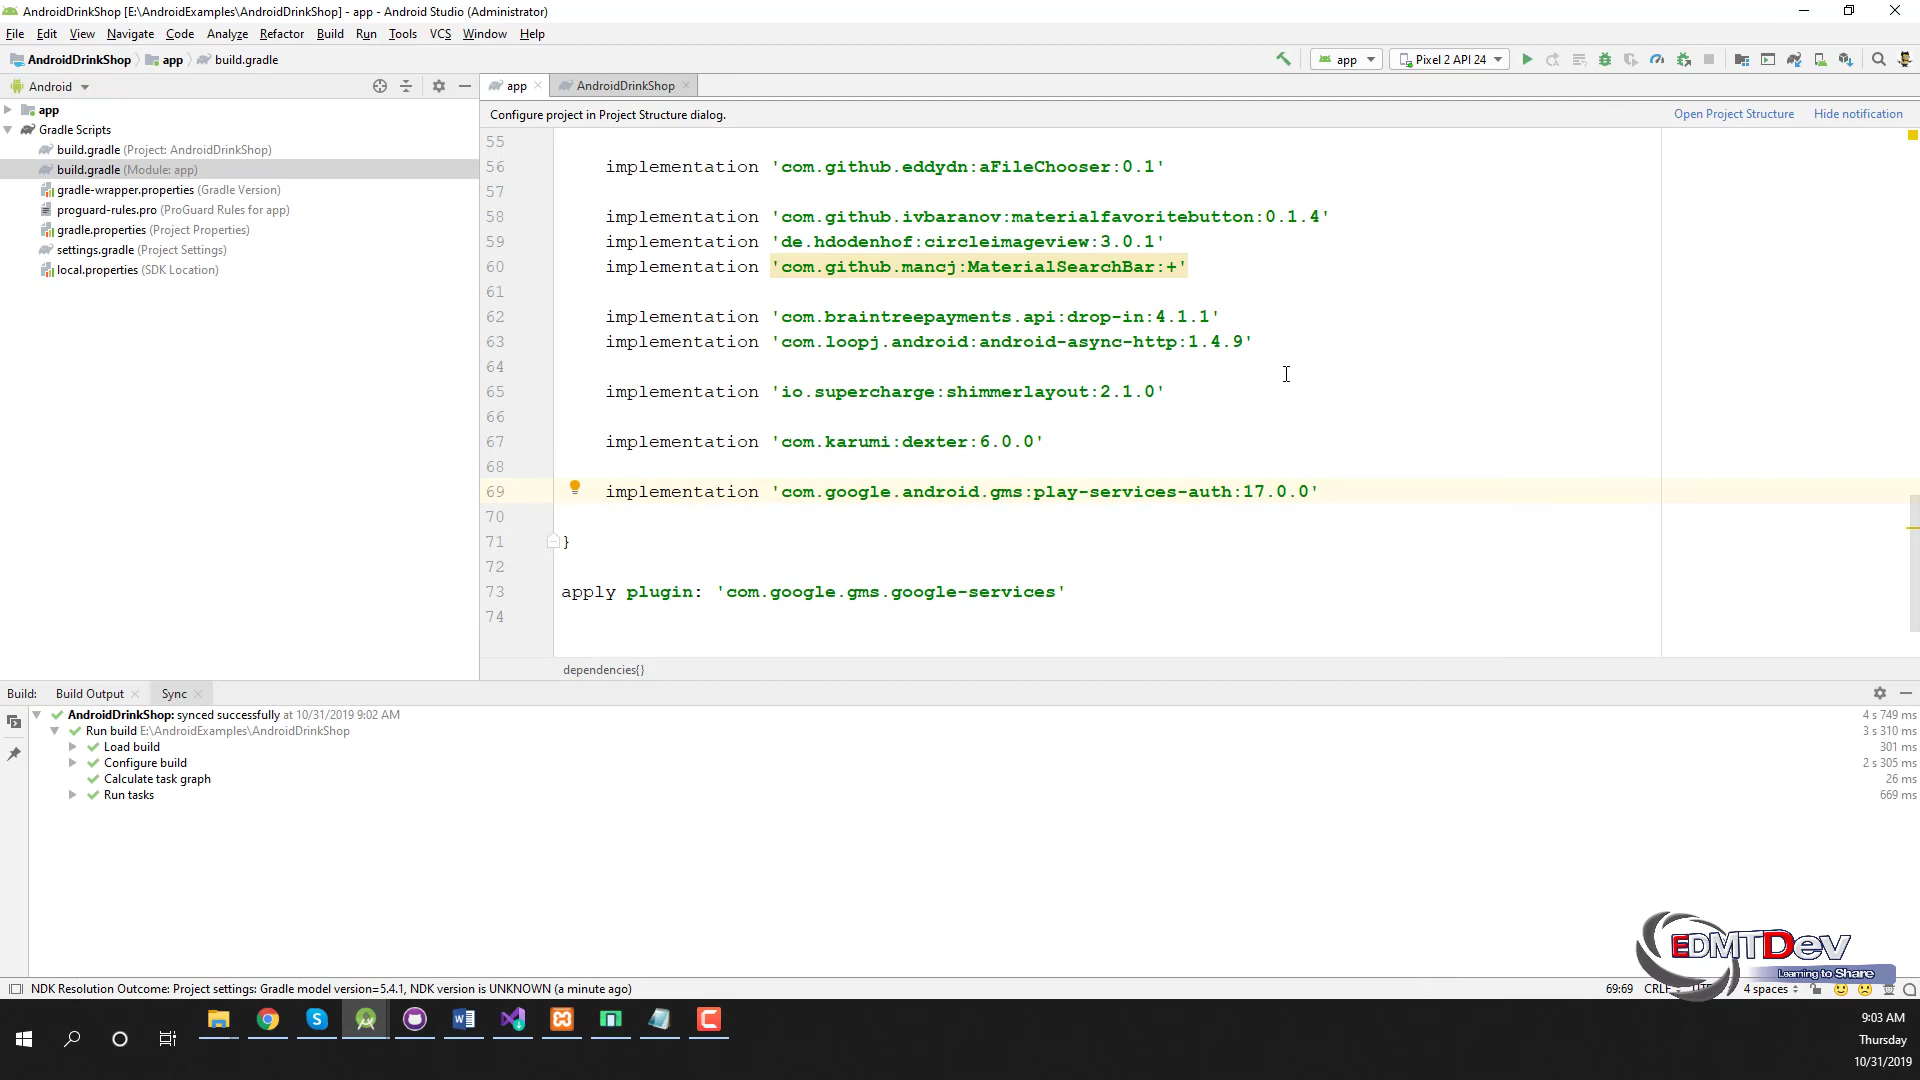 AndroidDrinkShop [E:\AndroidExamples\AndroidDrinkShop] - app - Android Studio (Administrator)
File Edit View Navigate Code Analyze Refactor Build Run Tools VCS Window Help
AndroidDrinkShop app build.gradle app Pixel 2 API 24
Android app AndroidDrinkShop
Configure project in Project Structure dialog. Open Project Structure Hide notification
app
Gradle Scripts
build.gradle (Project: AndroidDrinkShop)
build.gradle (Module: app)
gradle-wrapper.properties (Gradle Version)
proguard-rules.pro (ProGuard Rules for app)
gradle.properties (Project Properties)
settings.gradle (Project Settings)
local.properties (SDK Location)
55
56 implementation 'com.github.eddydn:aFileChooser:0.1'
57
58 implementation 'com.github.ivbaranov:materialfavoritebutton:0.1.4'
59 implementation 'de.hdodenhof:circleimageview:3.0.1'
60 implementation 'com.github.mancj:MaterialSearchBar:+'
61
62 implementation 'com.braintreepayments.api:drop-in:4.1.1'
63 implementation 'com.loopj.android:android-async-http:1.4.9'
64
65 implementation 'io.supercharge:shimmerlayout:2.1.0'
66
67 implementation 'com.karumi:dexter:6.0.0'
68
69 implementation 'com.google.android.gms:play-services-auth:17.0.0'
70
71 }
72
73 apply plugin: 'com.google.gms.google-services'
74
dependencies{}
Build: Build Output Sync
AndroidDrinkShop: synced successfully at 10/31/2019 9:02 AM 4 s 749 ms
Run build E:\AndroidExamples\AndroidDrinkShop 3 s 310 ms
Load build 301 ms
Configure build 2 s 305 ms
Calculate task graph 26 ms
Run tasks 669 ms
EDMTDev
Learning to Share
NDK Resolution Outcome: Project settings: Gradle model version=5.4.1, NDK version is UNKNOWN (a minute ago) 69:69 CRLF 4 spaces
9:03 AM
Thursday
10/31/2019